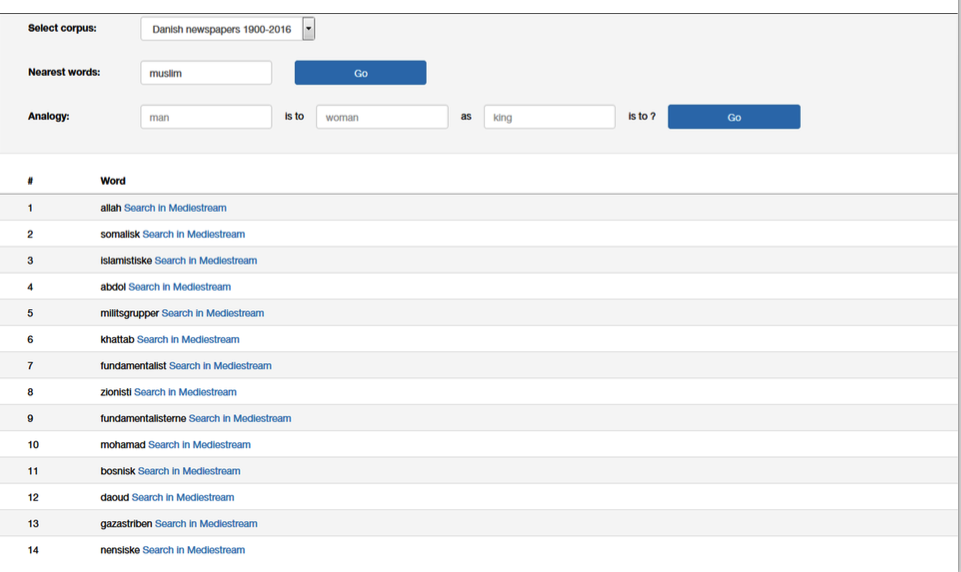 Select corpus: Danish newspapers 1900-2016
Nearest words: muslim Go
Analogy: man is to woman as king is to ? Go
# Word
1 allah Search in Mediestream
2 somalisk Search in Mediestream
3 islamistiske Search in Mediestream
4 abdol Search in Mediestream
5 militsgrupper Search in Mediestream
6 khattab Search in Mediestream
7 fundamentalist Search in Mediestream
8 zionisti Search in Mediestream
9 fundamentalisterne Search in Mediestream
10 mohamad Search in Mediestream
11 bosnisk Search in Mediestream
12 daoud Search in Mediestream
13 gazastriben Search in Mediestream
14 nensiske Search in Mediestream